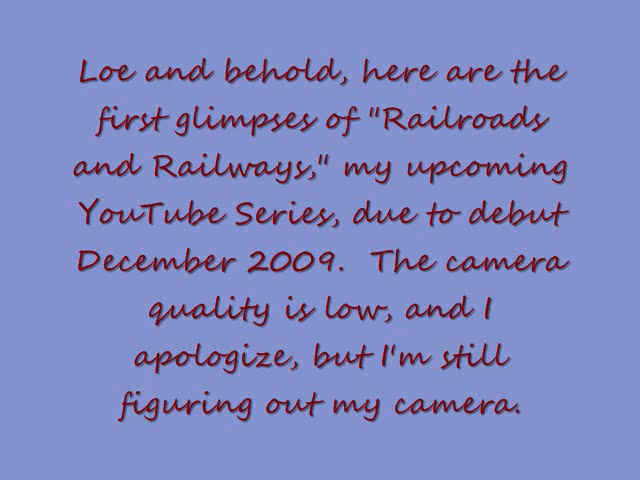 Loe and behold, here are the
first glimpses of "Railroads
and Railways," my upcoming
YouTube Series, due to debut
December 2009.  The camera
quality is low, and I
apologize, but I'm still
figuring out my camera.